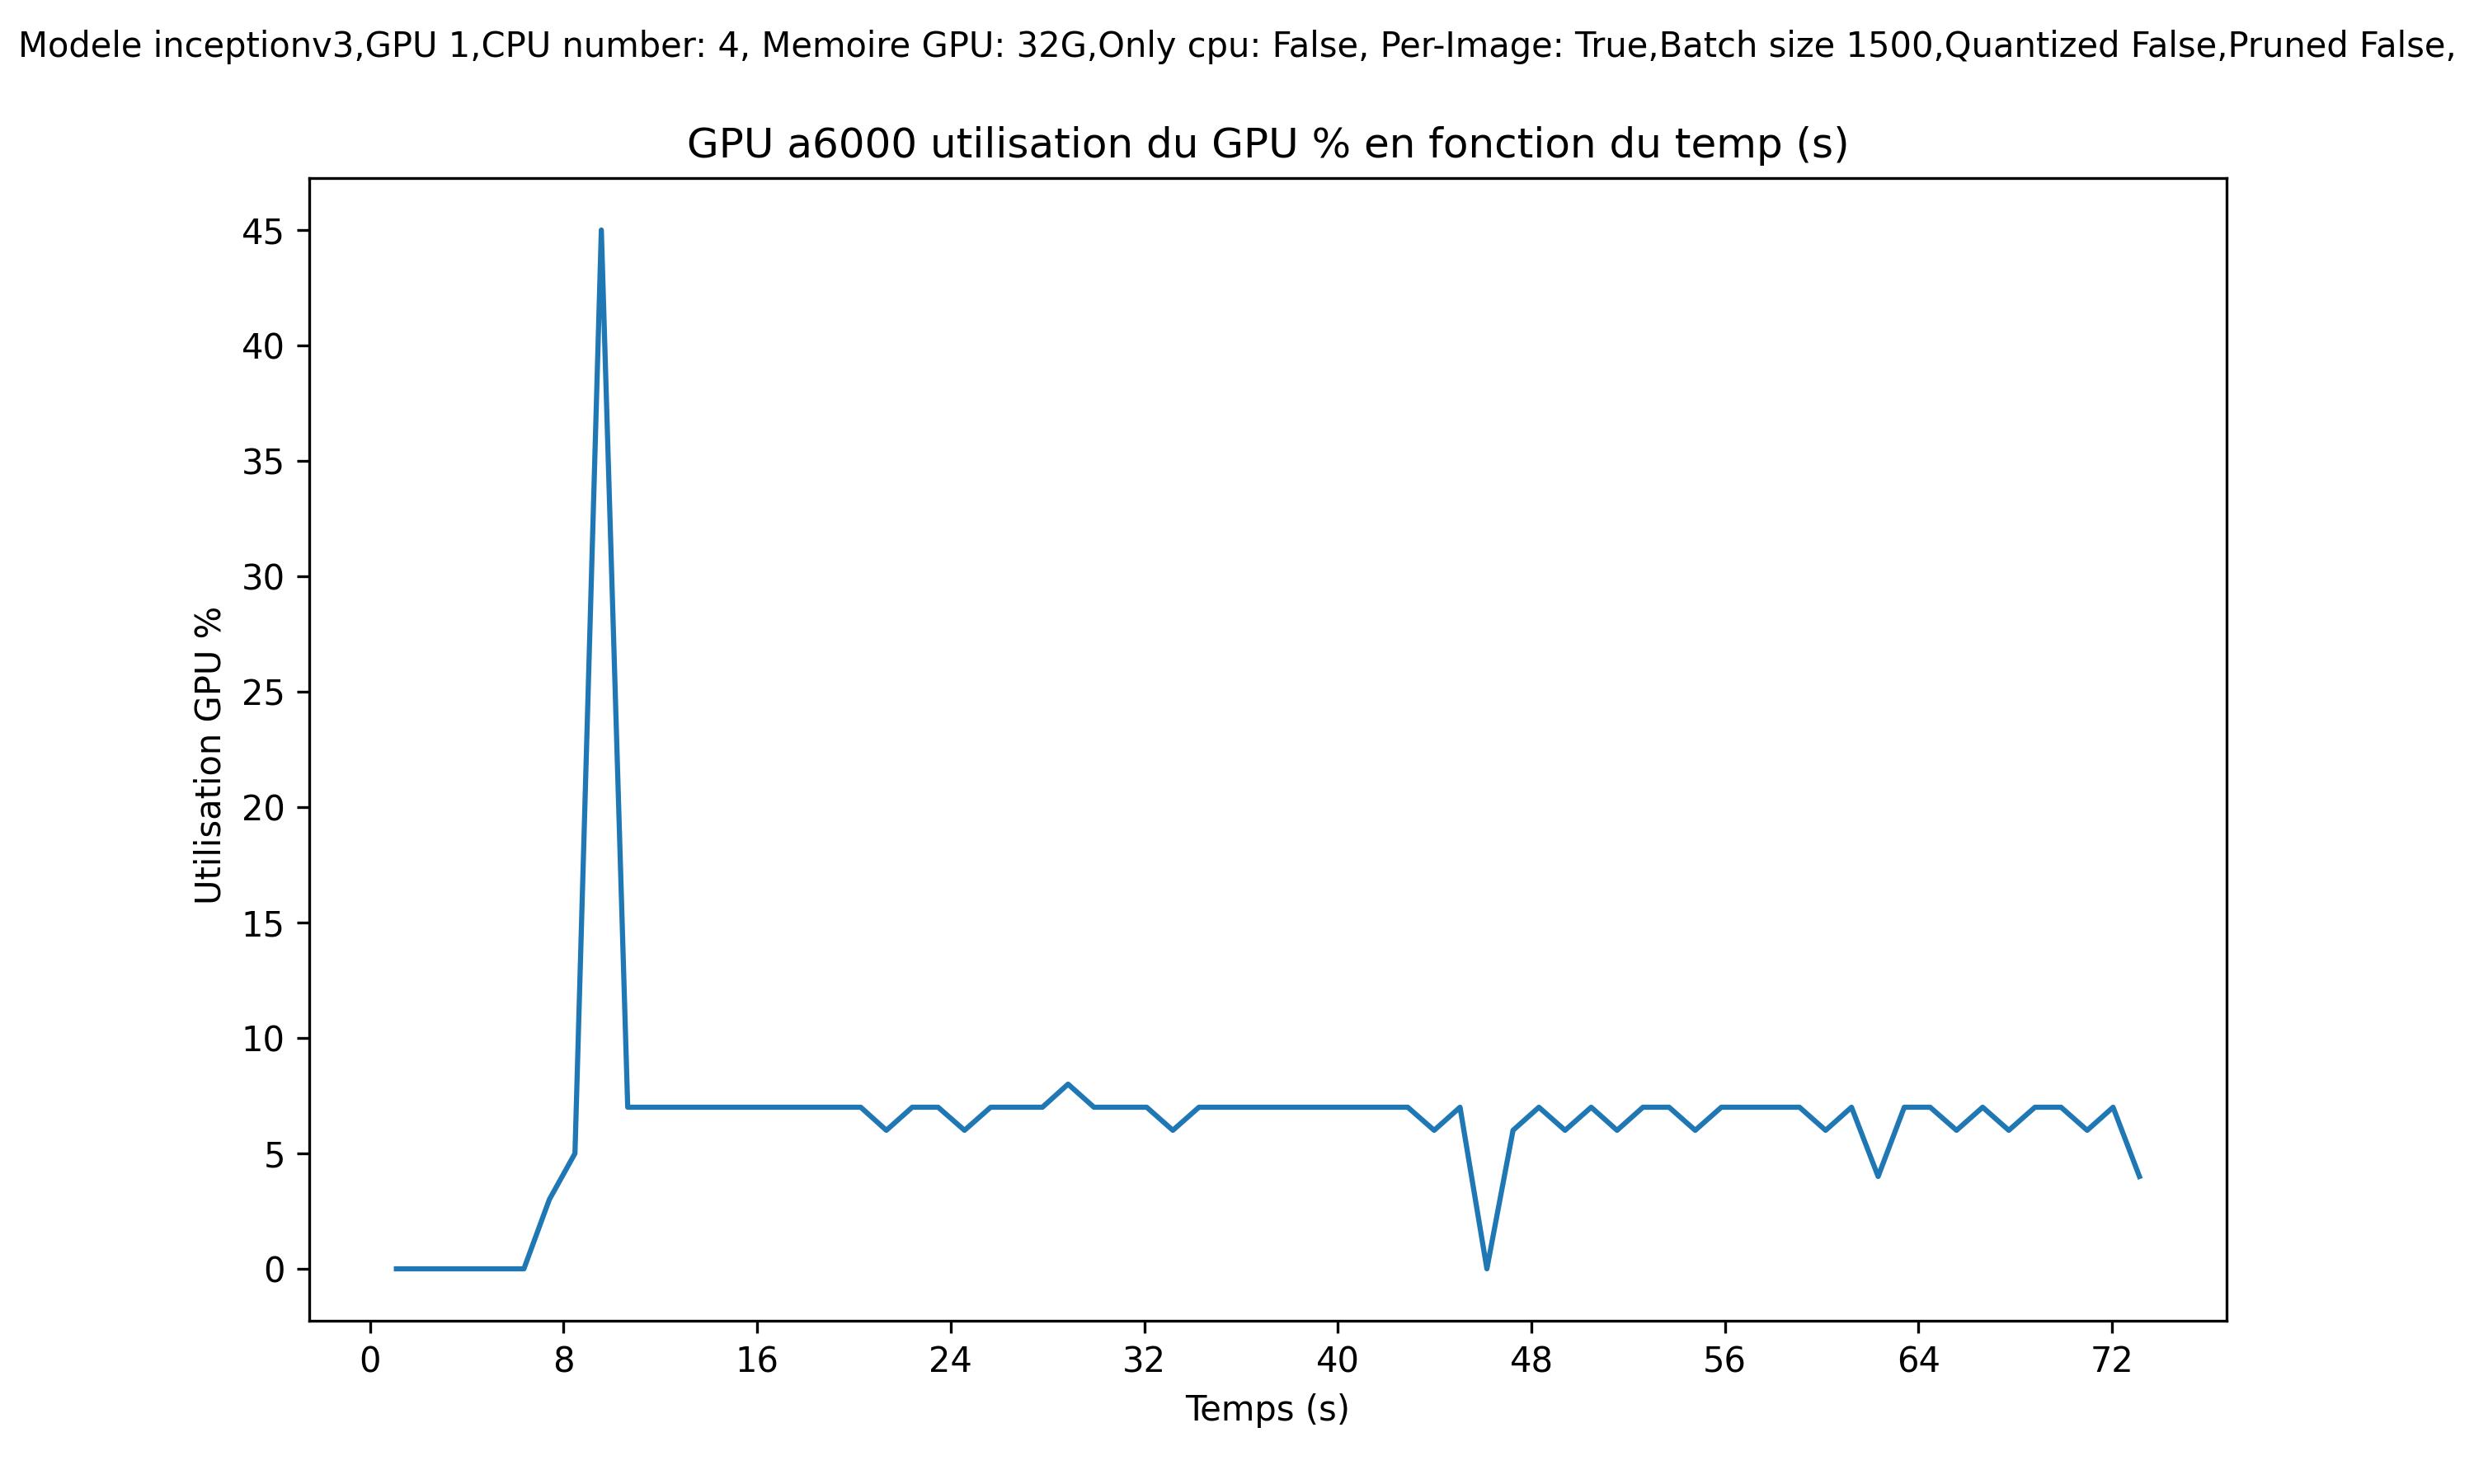 Modele inceptionv3,GPU 1,CPU number: 4, Memoire GPU: 32G,Only cpu: False, Per-Image: True,Batch size 1500,Quantized False,Pruned False,
GPU a6000 utilisation du GPU % en fonction du temp (s)
Utilisation GPU %
45
40
35
30
25
20
15
10
5
0
0 8 16 24 32 40 48 56 64 72
Temps (s)